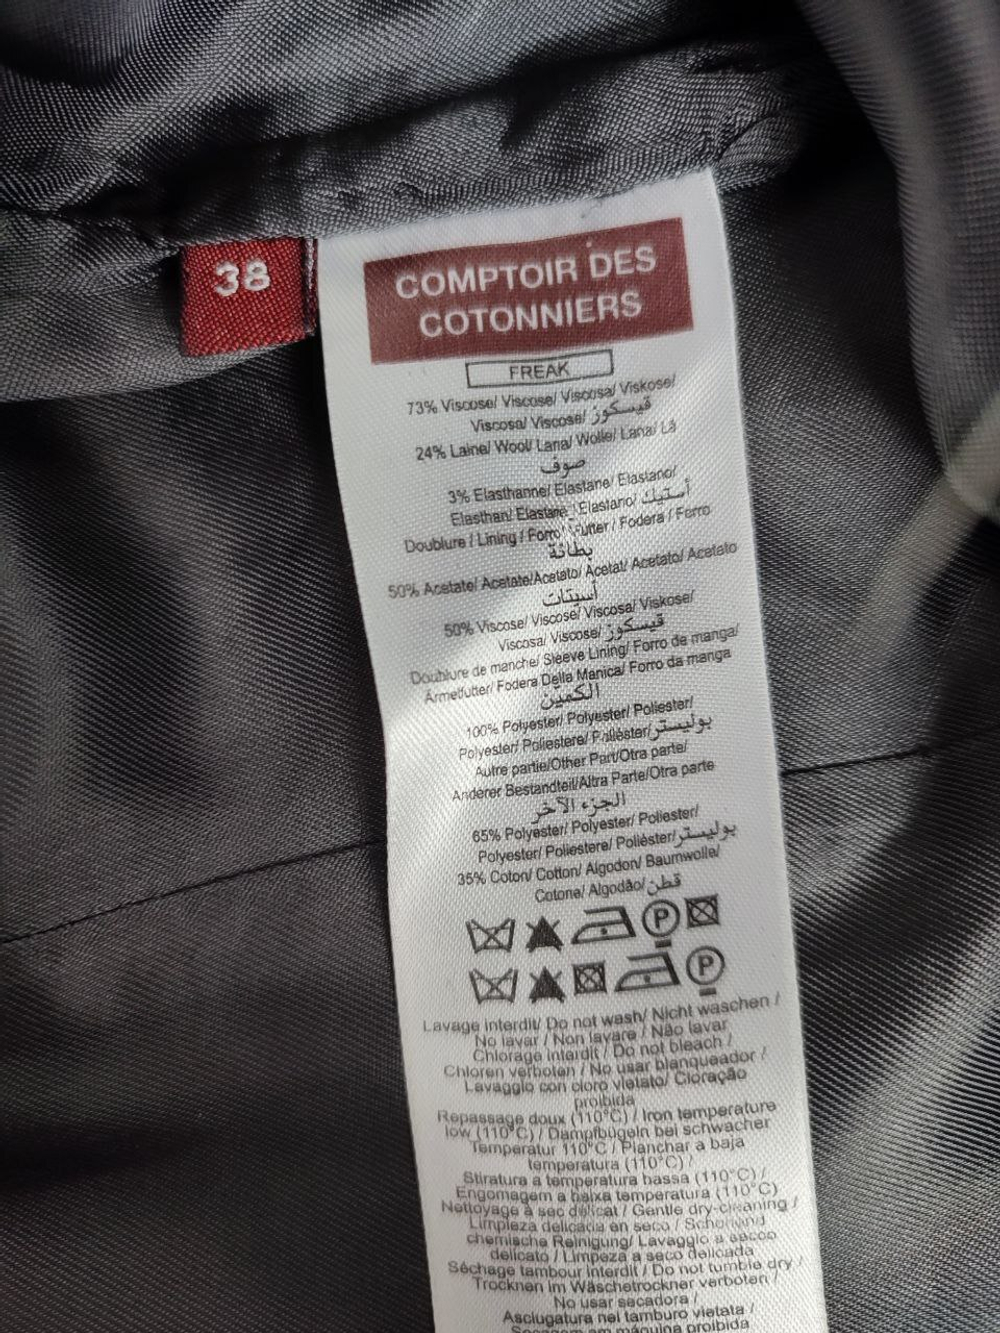 38
COMPTOIR DES
COTONNIERS
FREAK
73% Viscose/ Viscose/ Viscosa/ Viskose/
Viscosa/ Viscose/ ڤيسكوز
24% Laine/ Wool/ Lana/ Wolle/ Lana/ Lã
صوف
3% Elasthanne/ Elastane/ Elastano/
Elasthan/ Elastane /Elastano/ أستيك
Doublure / Lining / Forro / Futter / Fodera / Forro
بطانة
50% Acetate/ Acetate/Acetato/ Acetat/ Acetato/ Acetato
أسيتات
50% Viscose/ Viscose/ Viscosa/ Viskose/
Viscosa/ Viscose/ ڤيسكوز
Doublure de manche/ Sleeve Lining/ Forro de manga/
Armelfutter/ Fodera Della Manica/ Forro da manga
الكمين
100% Polyester/ Polyester/ Poliester/
Polyester/ Poliestere/ Poliéster/بوليستر
Autre partie/Other Part/Otra parte/
Anderer Bestandteil/Altra Parte/Otra parte
الجزء الآخر
65% Polyester/ Polyester/ Poliester/
Polyester/ Poliestere/ Poliéster/بوليستر
35% Coton/ Cotton/ Algodon/ Baumwolle/
Cotone/ Algodão/قطن
P
P
Lavage interdit/ Do not wash/ Nicht waschen /
No lavar / Non lavare / Não lavar
Chlorage interdit / Do not bleach /
Chloren verboten / No usar blanqueador /
Lavaggio con cloro vietato/ Cloração
proibida
Repassage doux (110°C) / Iron temperature
low (110°C) / Dampfbügeln bei schwacher
Temperatur 110°C / Planchar a baja
temperatura (110°C) /
Stiratura a temperatura bassa (110°C) /
Engomagem a baixa temperatura (110°C)
Nettoyage à sec délicat / Gentle dry-cleaning /
Limpieza delicada en seco / Schonend
chemische Reinigung/ Lavaggio a secco
delicato / Limpeza a seco delicada
Séchage tambour interdit / Do not tumble dry /
Trocknen im Wäschetrockner verboten /
No usar secadora /
Asciugatura nel tamburo vietata /
em máquina proibida